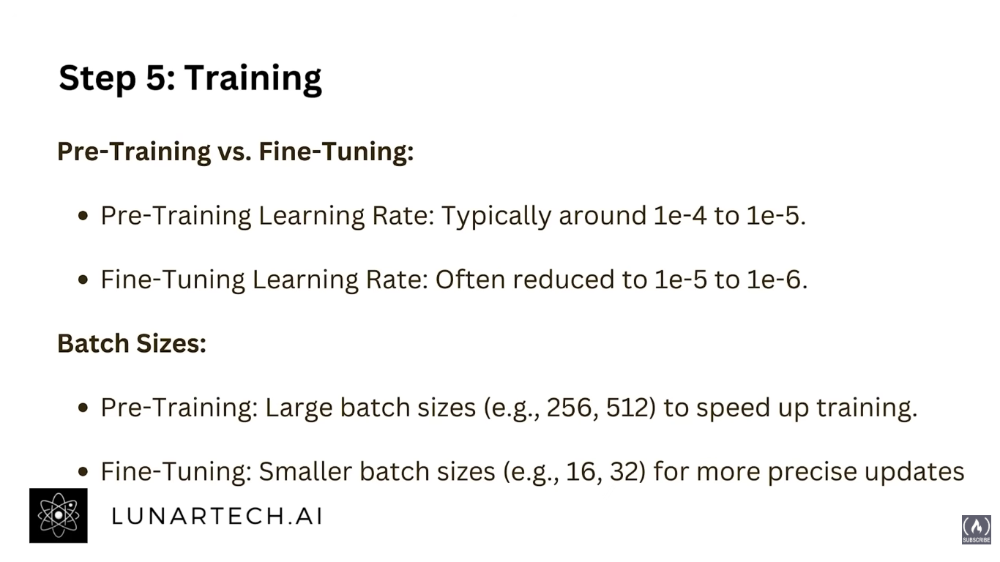 Step 5: Training
Pre-Training vs. Fine-Tuning:
• Pre-Training Learning Rate: Typically around 1e-4 to 1e-5.
• Fine-Tuning Learning Rate: Often reduced to 1e-5 to 1e-6.
Batch Sizes:
• Pre-Training: Large batch sizes (e.g., 256, 512) to speed up training.
• Fine-Tuning: Smaller batch sizes (e.g., 16, 32) for more precise updates
LUNARTECH.AI
SUBSCRIBE